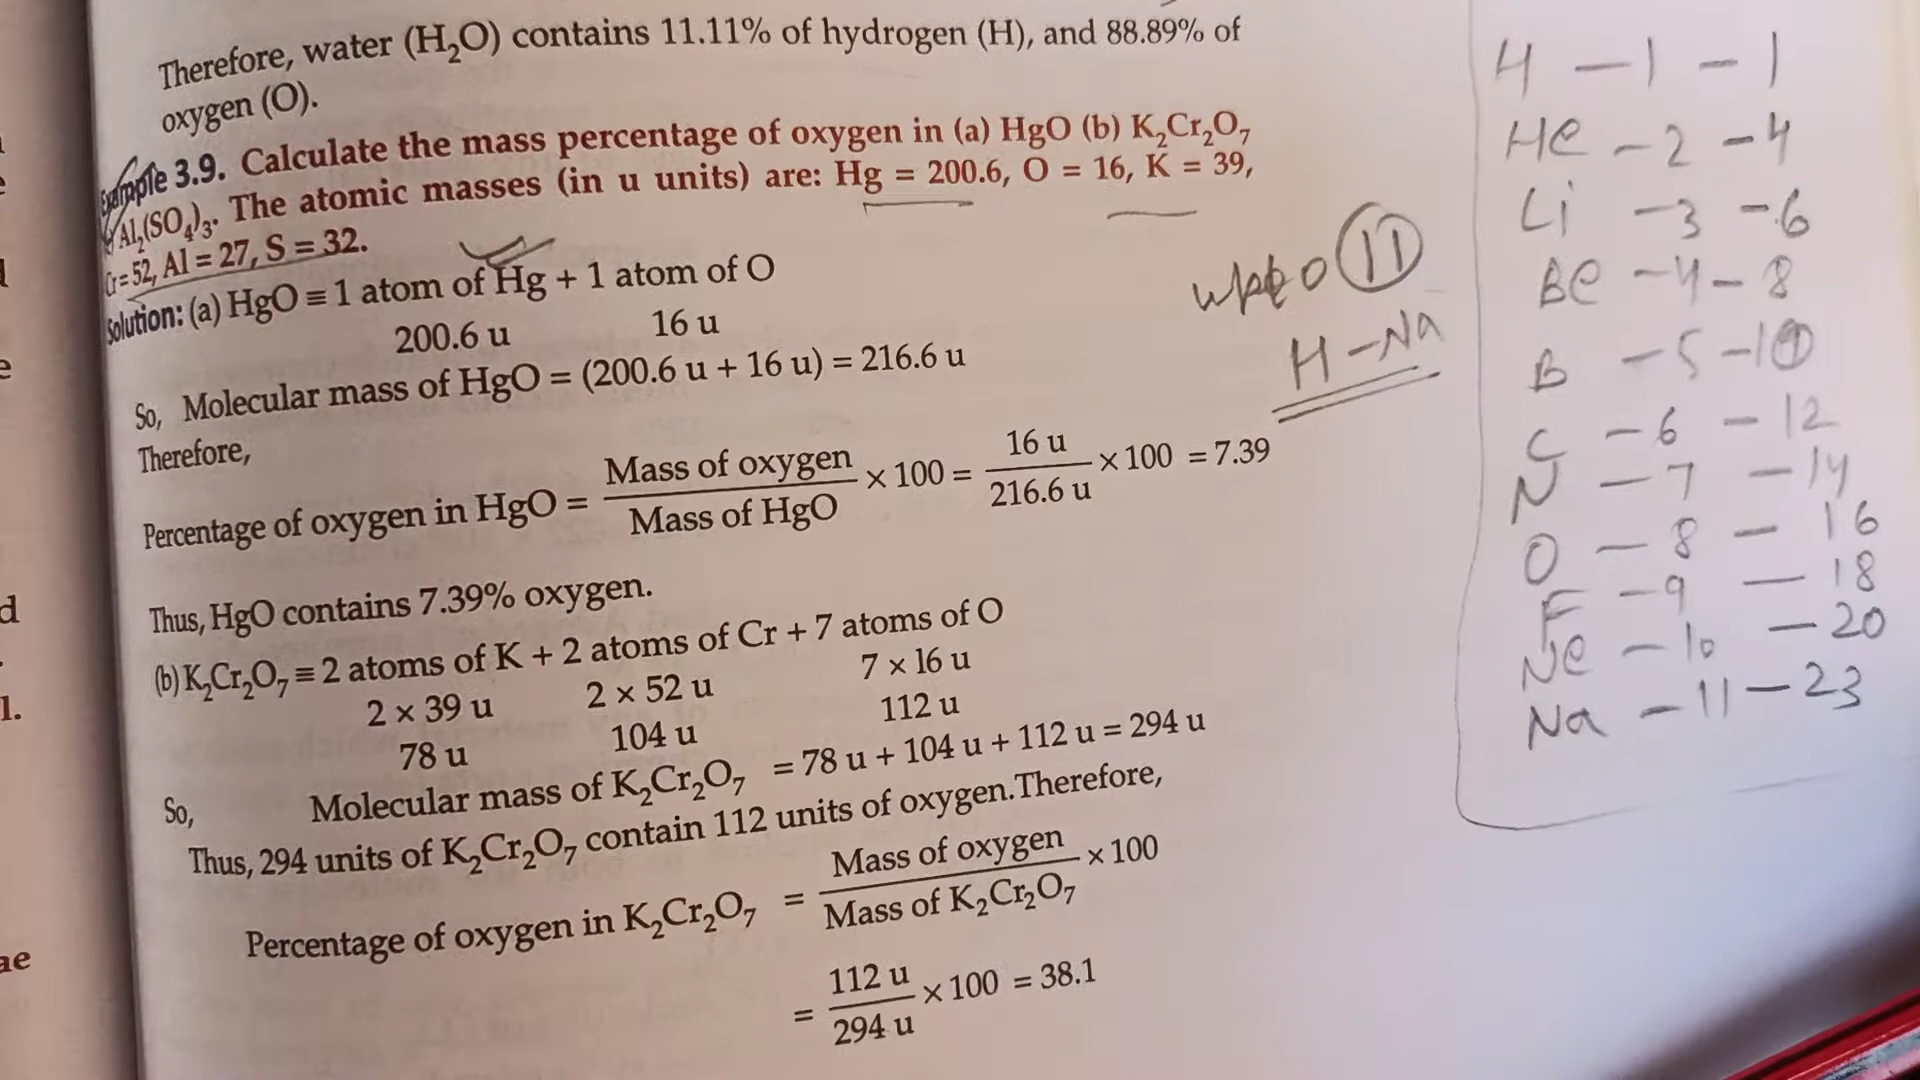 Therefore, water (H₂O) contains 11.11% of hydrogen (H), and 88.89% of
oxygen (O).
Example 3.9. Calculate the mass percentage of oxygen in (a) HgO (b) K₂Cr₂O₇
Al₂(SO₄)₃. The atomic masses (in u units) are: Hg = 200.6, O = 16, K = 39,
Cr = 52, Al = 27, S = 32.
Solution: (a) HgO ≡ 1 atom of Hg + 1 atom of O
200.6 u 16 u
So, Molecular mass of HgO = (200.6 u + 16 u) = 216.6 u
Therefore,
Percentage of oxygen in HgO = Mass of oxygen / Mass of HgO × 100 = 16 u / 216.6 u × 100 = 7.39
Thus, HgO contains 7.39% oxygen.
(b) K₂Cr₂O₇ ≡ 2 atoms of K + 2 atoms of Cr + 7 atoms of O
2 × 39 u 2 × 52 u 7 × 16 u
78 u 104 u 112 u
So, Molecular mass of K₂Cr₂O₇ = 78 u + 104 u + 112 u = 294 u
Thus, 294 units of K₂Cr₂O₇ contain 112 units of oxygen. Therefore,
Percentage of oxygen in K₂Cr₂O₇ = Mass of oxygen / Mass of K₂Cr₂O₇ × 100
= 112 u / 294 u × 100 = 38.1
upto 11
H - Na
H - 1 - 1
He - 2 - 4
Li - 3 - 6
Be - 4 - 8
B - 5
C - 6 - 12
N - 7 - 14
O - 8 - 16
F - 9 - 18
Ne - 10 - 20
Na - 11 - 23
d
1.
ae